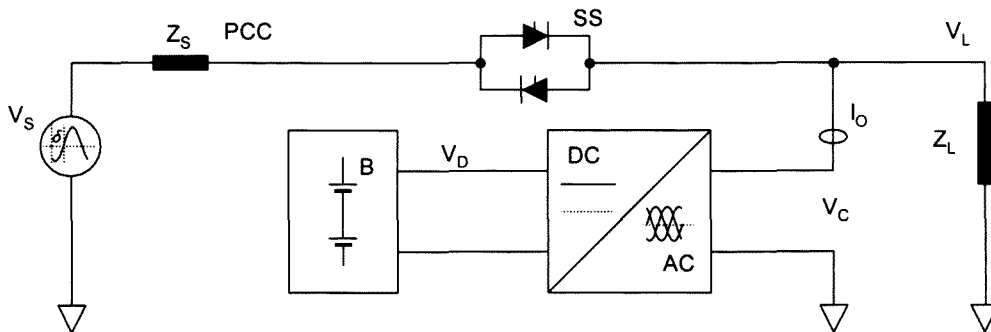 Z_S PCC SS V_L
V_S δ
B V_D DC I_O Z_L
V_C
AC